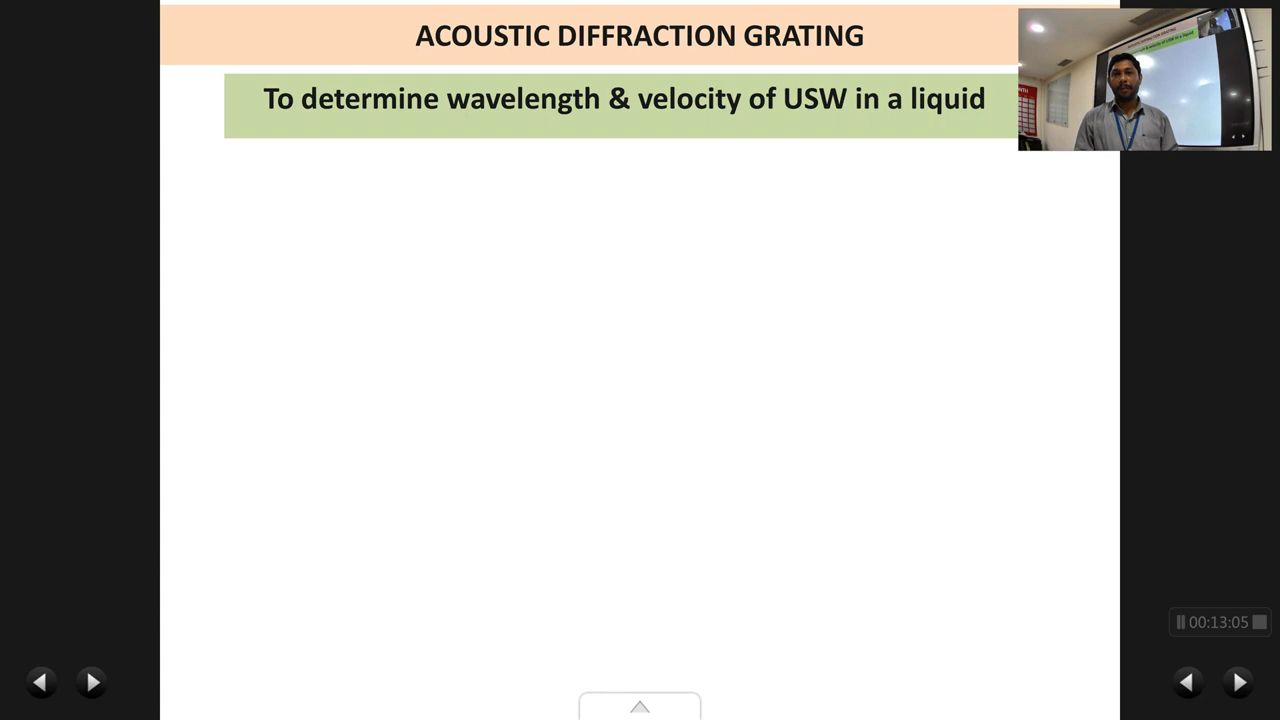 ACOUSTIC DIFFRACTION GRATING
To determine wavelength & velocity of USW in a liquid
00:13:05